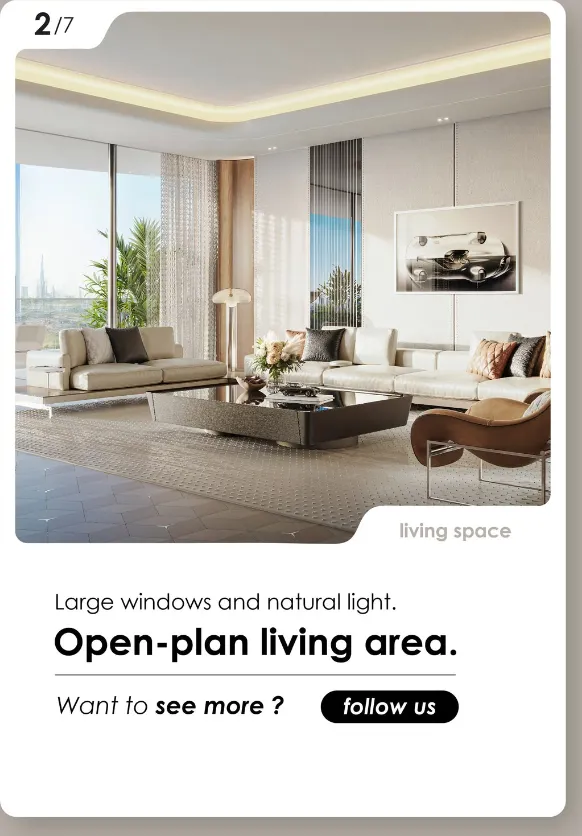 2/7
living space
Large windows and natural light.
Open-plan living area.
Want to see more ? follow us